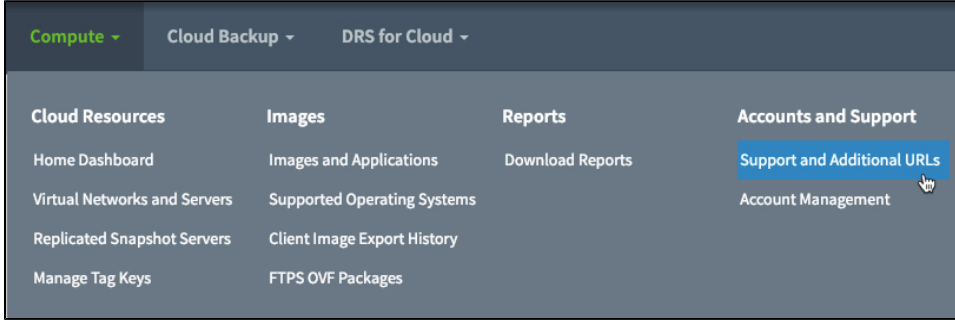 Compute
Cloud Backup
DRS for Cloud
Cloud Resources
Home Dashboard
Virtual Networks and Servers
Replicated Snapshot Servers
Manage Tag Keys
Images
Images and Applications
Supported Operating Systems
Client Image Export History
FTPS OVF Packages
Reports
Download Reports
Accounts and Support
Support and Additional URLs
Account Management